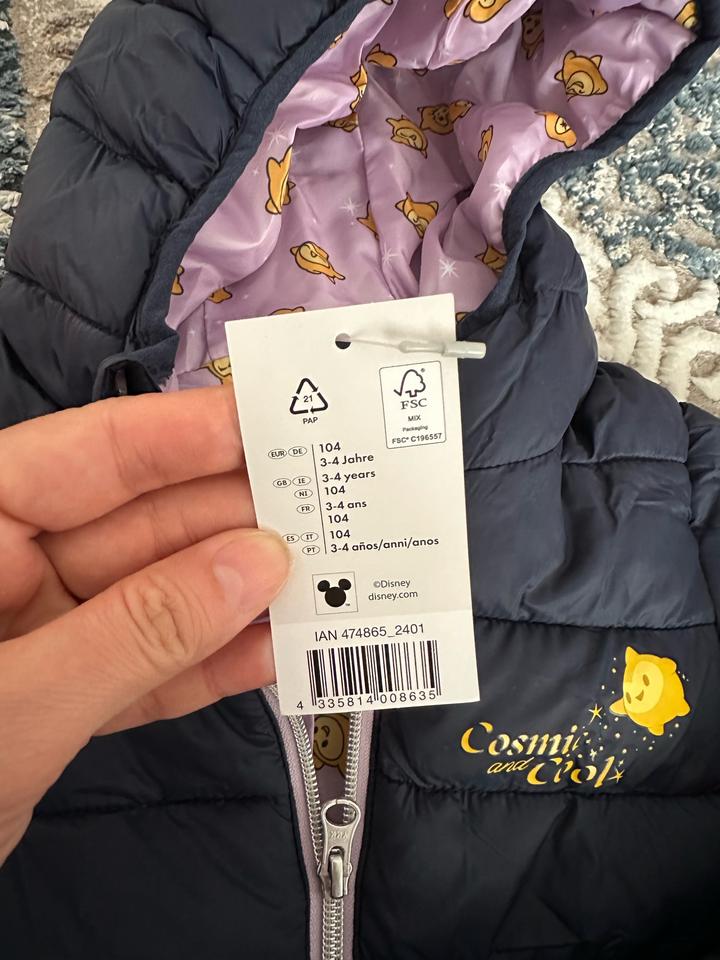 21
PAP
FSC
MIX
Packaging
FSC® C196557
EUR DE
104
3-4 Jahre
GB IE
3-4 years
NI
104
FR
3-4 ans
104
ES IT
104
PT
3-4 años/anni/anos
©Disney
disney.com
IAN 474865_2401
4 335814 008635
Cosmic
and Cool
YKK